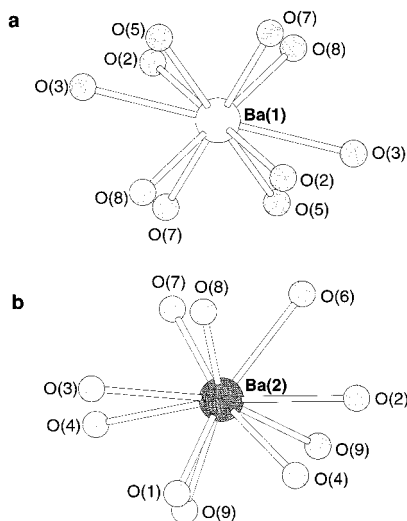 a
O(5)
O(7)
O(2)
O(8)
O(3)
Ba(1)
O(3)
O(2)
O(8)
O(5)
O(7)
b
O(7)
O(8)
O(6)
Ba(2)
O(3)
O(2)
O(4)
O(9)
O(4)
O(1)
O(9)